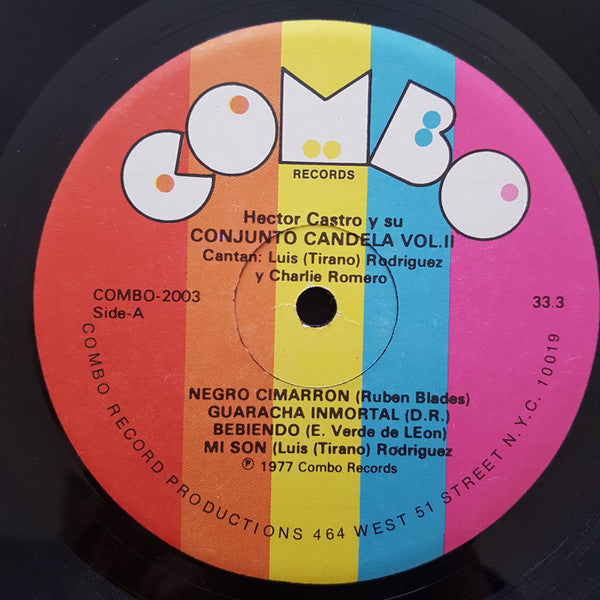 COMBO
RECORDS
Hector Castro y su
CONJUNTO CANDELA VOL.II
Cantan: Luis (Tirano) Rodriguez
y Charlie Romero
COMBO-2003
Side-A
33.3
NEGRO CIMARRON (Ruben Blades)
GUARACHA INMORTAL (D.R.)
BEBIENDO (E. Verde de LEon)
MI SON (Luis (Tirano) Rodriguez
℗ 1977 Combo Records
COMBO RECORD PRODUCTIONS 464 WEST 51 STREET N.Y.C. 10019